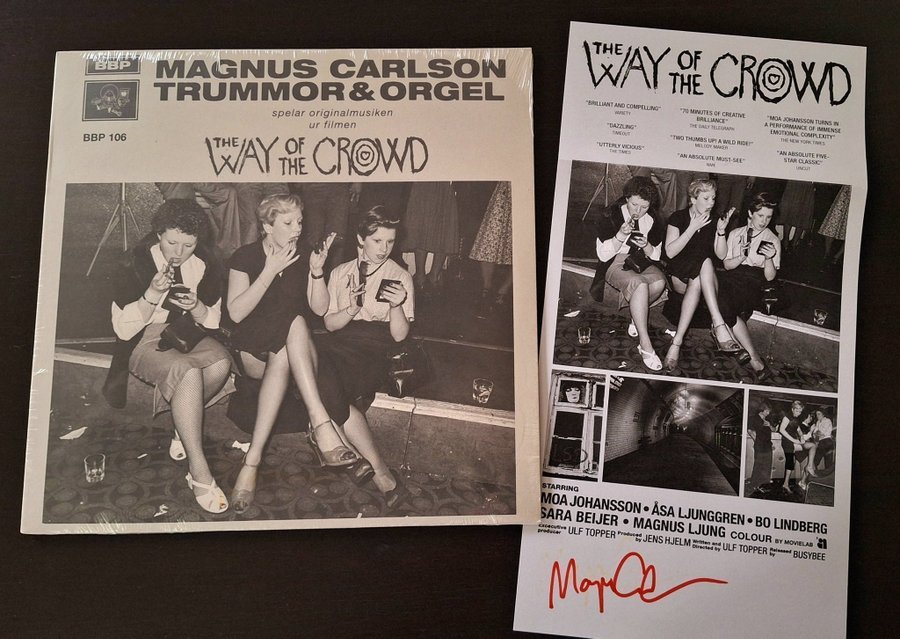 BBP
MAGNUS CARLSON
TRUMMOR & ORGEL
spelar originalmusiken
ur filmen
BBP 106
THE WAY OF THE CROWD
THE WAY OF THE CROWD
"BRILLIANT AND COMPELLING"
VARIETY
"DAZZLING"
TIMEOUT
"UTTERLY VICIOUS"
THE TIMES
"70 MINUTES OF CREATIVE
BRILLIANCE"
THE DAILY TELEGRAPH
"TWO THUMBS UP! A WILD RIDE!"
MELODY MAKER
"AN ABSOLUTE MUST-SEE"
NME
"MOA JOHANSSON TURNS IN
A PERFORMANCE OF IMMENSE
EMOTIONAL COMPLEXITY"
THE NEW YORK TIMES
"AN ABSOLUTE FIVE-
STAR CLASSIC"
UNCUT
STARRING
MOA JOHANSSON • ÅSA LJUNGGREN • BO LINDBERG
SARA BEIJER • MAGNUS LJUNG COLOUR BY MOVIELAB
Excecutive producer ULF TOPPER Produced by JENS HJELM Written and Directed by ULF TOPPER Released by BUSYBEE